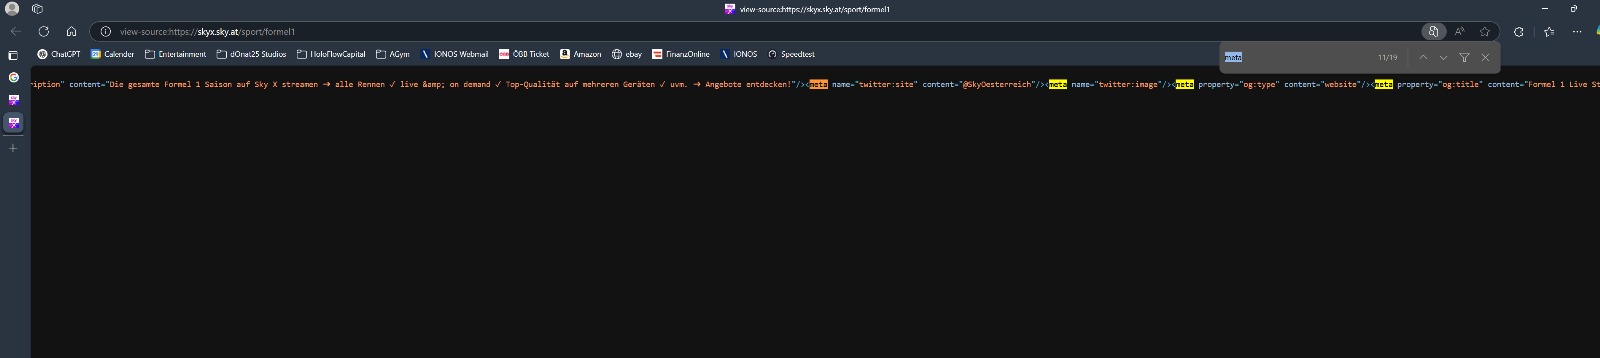 view-source:https://skyx.sky.at/sport/formel1
view-source:https://skyx.sky.at/sport/formel1
ChatGPT Calender Entertainment dOnat25 Studios HoloFlowCapital AGym IONOS Webmail ÖBB Ticket Amazon ebay FinanzOnline IONOS Speedtest
meta 11/19
ription" content="Die gesamte Formel 1 Saison auf Sky X streamen → alle Rennen ✓ live &amp; on demand ✓ Top-Qualität auf mehreren Geräten ✓ uvm. → Angebote entdecken!"/><meta name="twitter:site" content="@SkyOesterreich"/><meta name="twitter:image"/><meta property="og:type" content="website"/><meta property="og:title" content="Formel 1 Live St